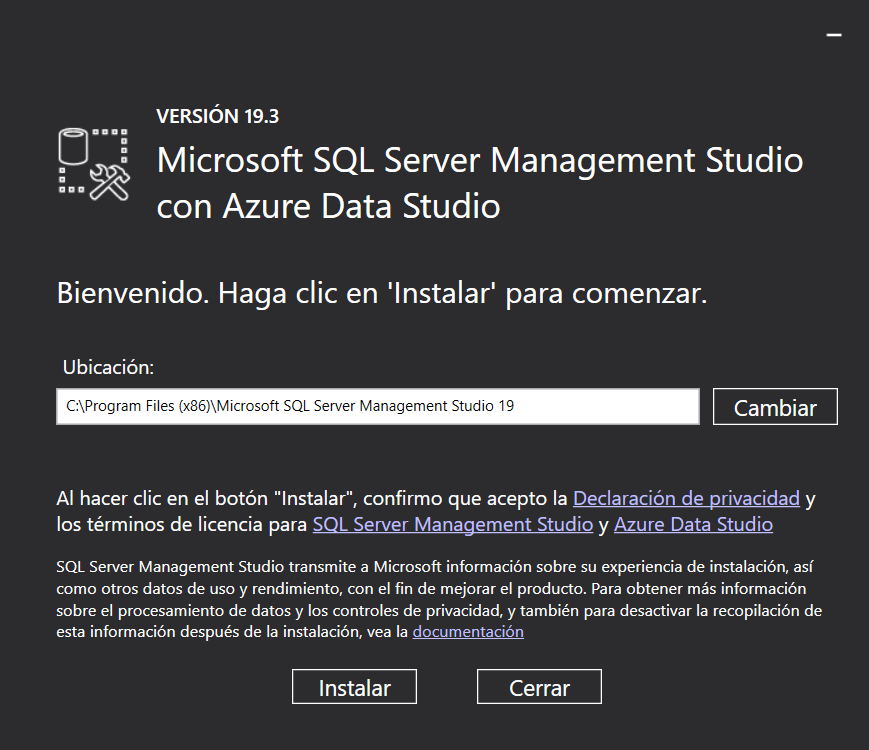 VERSIÓN 19.3
Microsoft SQL Server Management Studio
con Azure Data Studio
Bienvenido. Haga clic en 'Instalar' para comenzar.
Ubicación:
C:\Program Files (x86)\Microsoft SQL Server Management Studio 19
Cambiar
Al hacer clic en el botón "Instalar", confirmo que acepto la Declaración de privacidad y
los términos de licencia para SQL Server Management Studio y Azure Data Studio
SQL Server Management Studio transmite a Microsoft información sobre su experiencia de instalación, así
como otros datos de uso y rendimiento, con el fin de mejorar el producto. Para obtener más información
sobre el procesamiento de datos y los controles de privacidad, y también para desactivar la recopilación de
esta información después de la instalación, vea la documentación
Instalar
Cerrar